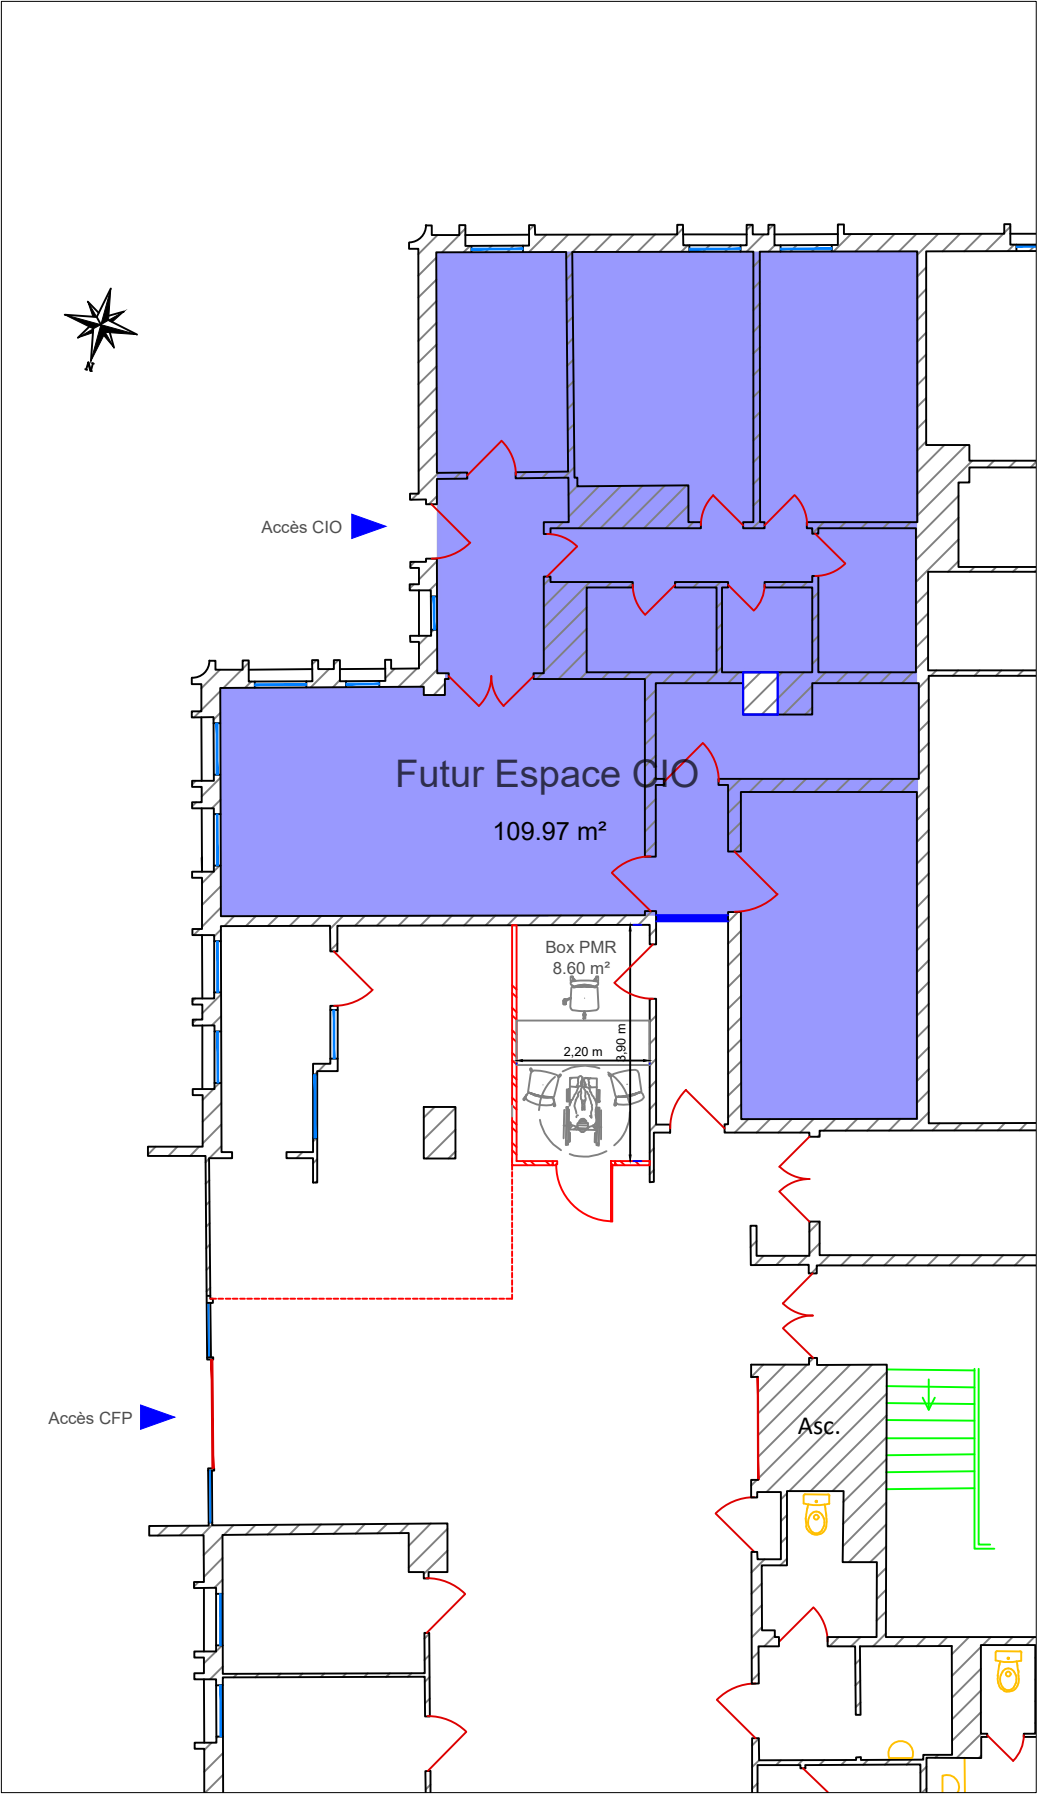 N
Accès CIO
Futur Espace CIO
109.97 m²
Box PMR
8.60 m²
2,20 m
3,90 m
Accès CFP
Asc.